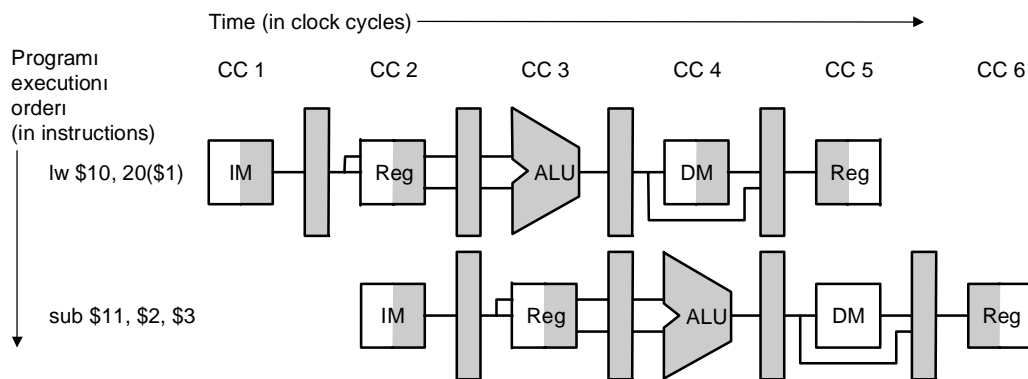 Time (in clock cycles)
Programı
executionı
orderı
(in instructions)
CC 1 CC 2 CC 3 CC 4 CC 5 CC 6
lw $10, 20($1)
IM Reg ALU DM Reg
sub $11, $2, $3
IM Reg ALU DM Reg